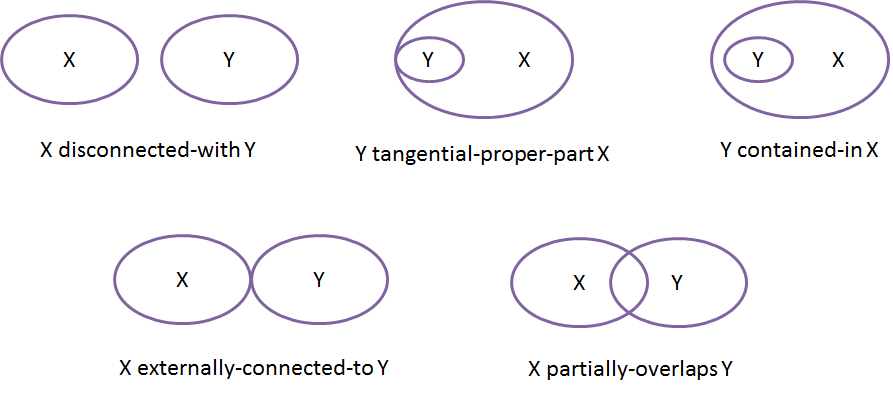 X
Y
Y
X
Y
X
X disconnected-with Y
Y tangential-proper-part X
Y contained-in X
X
Y
X
Y
X externally-connected-to Y
X partially-overlaps Y